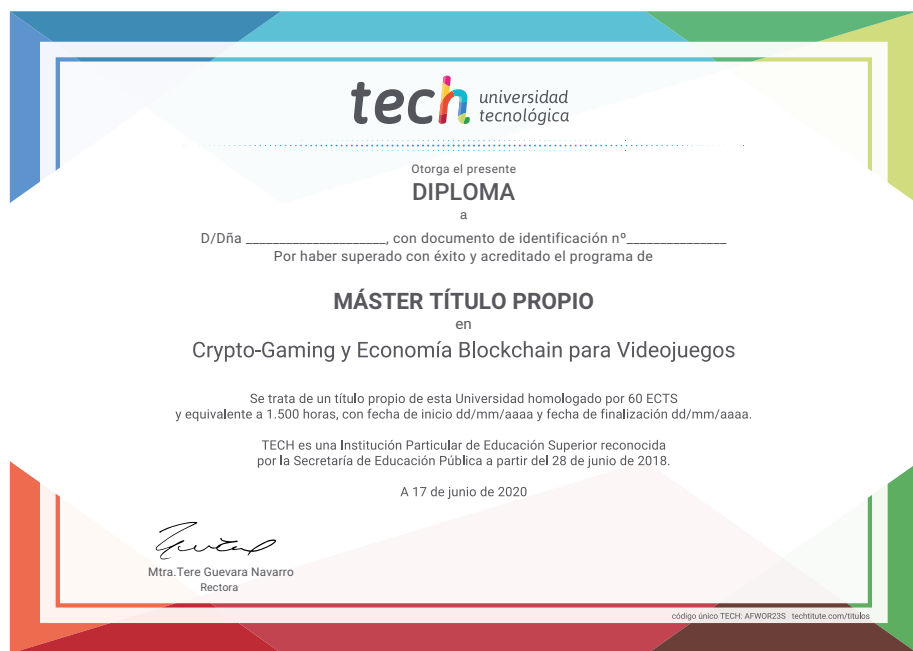 tech universidad
tecnológica
Otorga el presente
DIPLOMA
a
D/Dña _____________________, con documento de identificación nº_______________
Por haber superado con éxito y acreditado el programa de
MÁSTER TÍTULO PROPIO
en
Crypto-Gaming y Economía Blockchain para Videojuegos
Se trata de un título propio de esta Universidad homologado por 60 ECTS
y equivalente a 1.500 horas, con fecha de inicio dd/mm/aaaa y fecha de finalización dd/mm/aaaa.
TECH es una Institución Particular de Educación Superior reconocida
por la Secretaría de Educación Pública a partir del 28 de junio de 2018.
A 17 de junio de 2020
Mtra.Tere Guevara Navarro
Rectora
código único TECH: AFWOR23S techtitute.com/titulos